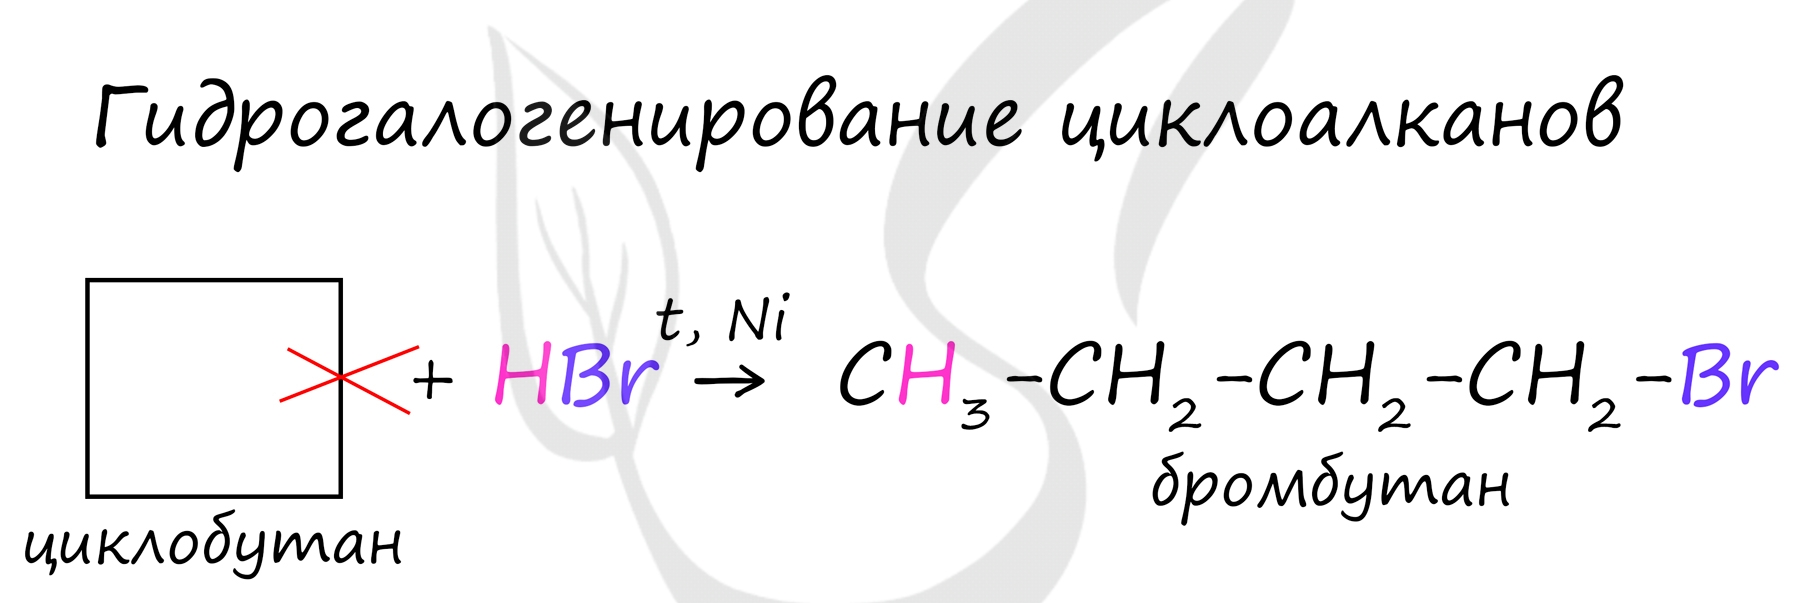 Гидрогалогенирование циклоалканов
t, Ni
+ HBr → CH₃–CH₂–CH₂–CH₂–Br
бромбутан
циклобутан